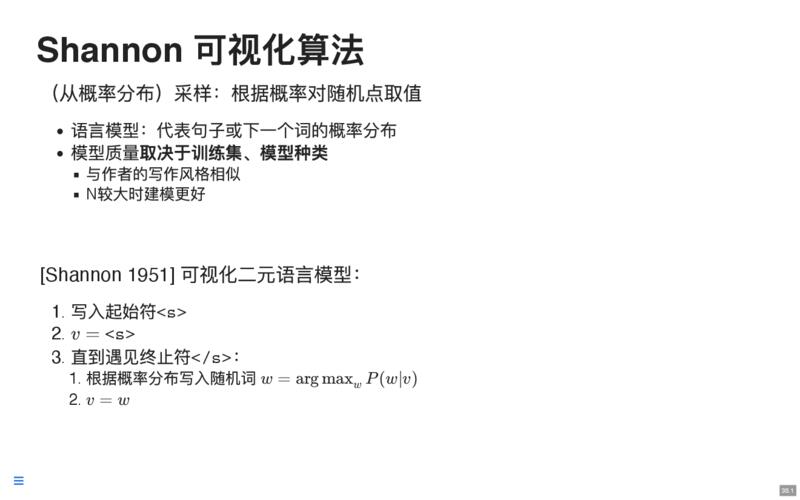 Shannon 可视化算法
（从概率分布）采样：根据概率对随机点取值
• 语言模型：代表句子或下一个词的概率分布
• 模型质量取决于训练集、模型种类
▪ 与作者的写作风格相似
▪ N较大时建模更好
[Shannon 1951] 可视化二元语言模型：
1. 写入起始符<s>
2. v = <s>
3. 直到遇见终止符</s>：
1. 根据概率分布写入随机词 w = arg max_w P(w|v)
2. v = w
35.1